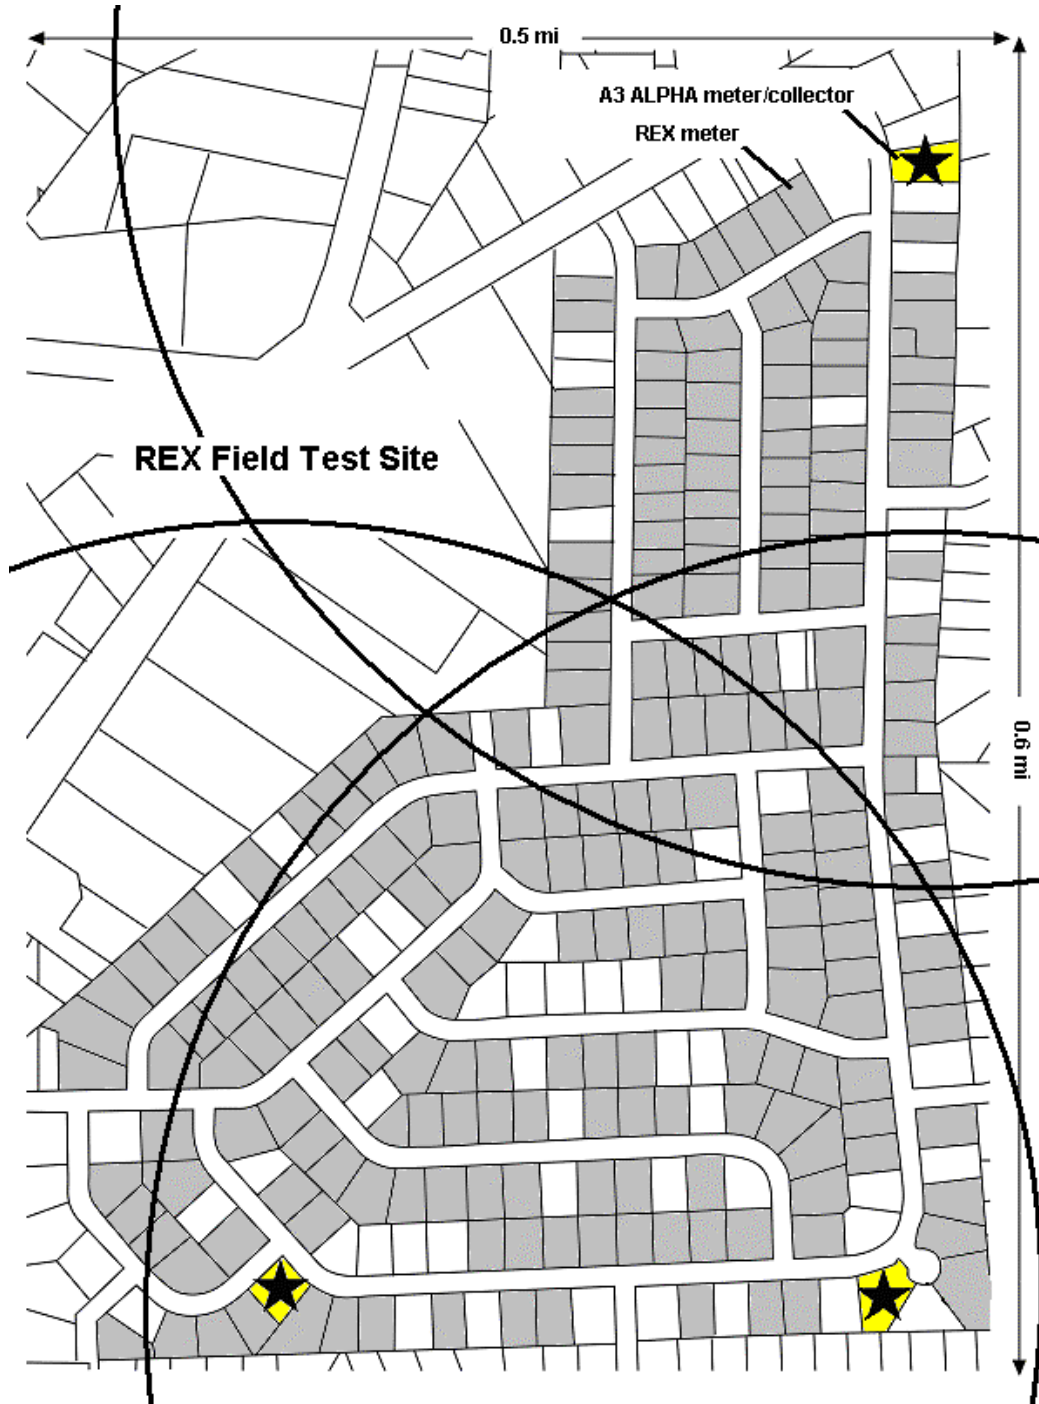 0.5 mi
A3 ALPHA meter/collector
REX meter
REX Field Test Site
0.6 mi